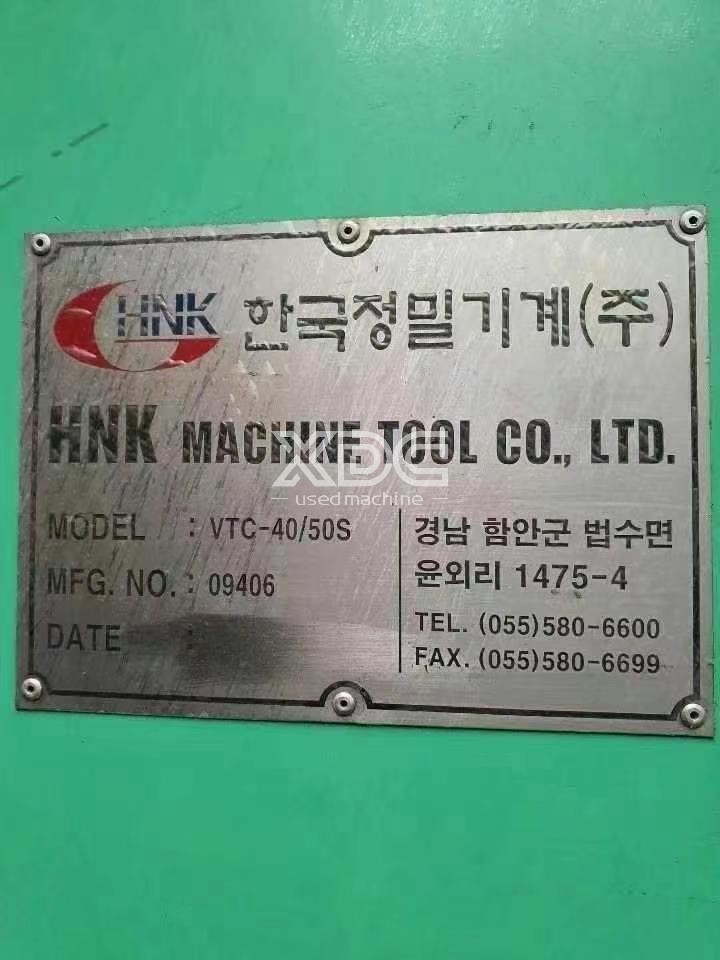 HNK 한국정밀기계(주)
HNK MACHINE TOOL CO., LTD.
XDC
used machine
MODEL : VTC-40/50S
MFG. NO. : 09406
DATE :
경남 함안군 법수면
윤외리 1475-4
TEL. (055)580-6600
FAX. (055)580-6699